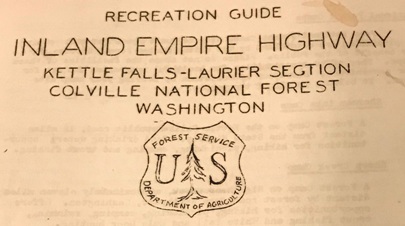 RECREATION GUIDE
INLAND EMPIRE HIGHWAY
KETTLE FALLS-LAURIER SECTION
COLVILLE NATIONAL FOREST
WASHINGTON
FOREST SERVICE
U S
DEPARTMENT OF AGRICULTURE